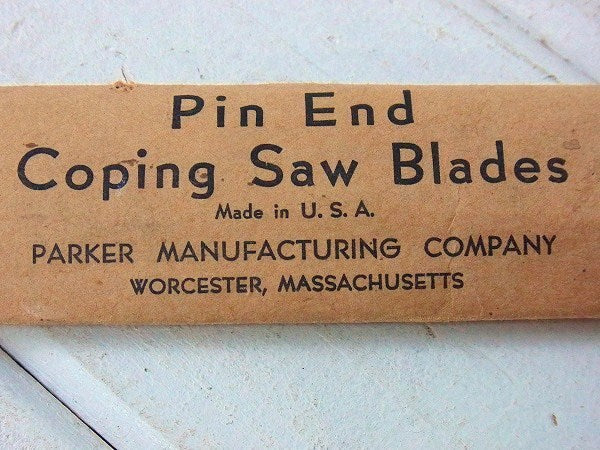 Pin End
Coping Saw Blades
Made in U. S. A.
PARKER MANUFACTURING COMPANY
WORCESTER, MASSACHUSETTS